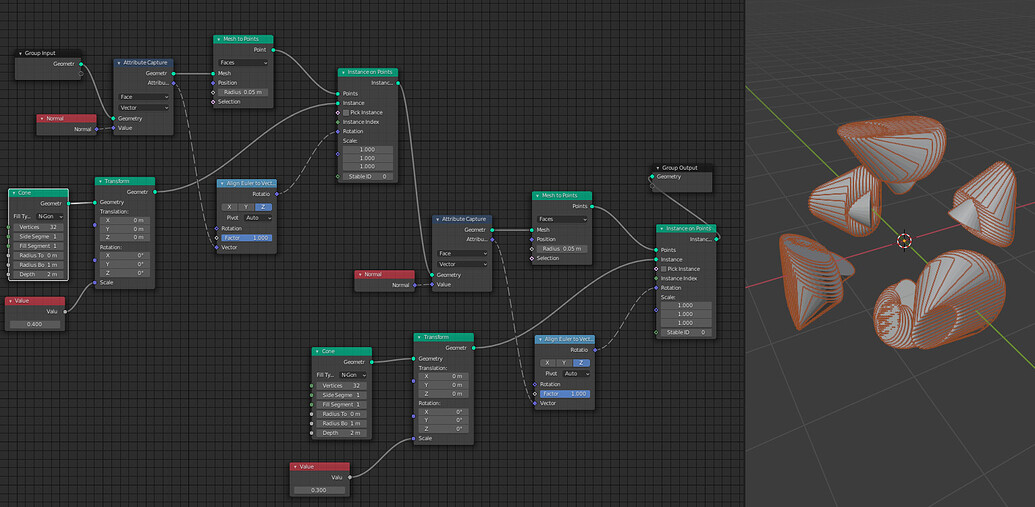 Group Input
Geometr
Attribute Capture
Geometr
Attribu...
Face
Vector
Geometry
Value
Normal
Normal
Mesh to Points
Point
Faces
Mesh
Position
Radius 0.05 m
Selection
Instance on Points
Instanc...
Points
Instance
Pick Instance
Instance Index
Rotation
Scale:
1.000
1.000
1.000
Stable ID 0
Cone
Geometr
Fill Ty... N-Gon
Vertices 32
Side Segme 1
Fill Segment 1
Radius To 0 m
Radius Bo 1 m
Depth 2 m
Value
Valu
0.400
Transform
Geometr
Geometry
Translation:
X 0 m
Y 0 m
Z 0 m
Rotation:
X 0°
Y 0°
Z 0°
Scale
Align Euler to Vect...
Rotatio
X Y Z
Pivot Auto
Rotation
Factor 1.000
Vector
Normal
Normal
Attribute Capture
Geometr
Attribu...
Face
Vector
Geometry
Value
Mesh to Points
Points
Faces
Mesh
Position
Radius 0.05 m
Selection
Group Output
Geometry
Instance on Points
Instanc...
Points
Instance
Pick Instance
Instance Index
Rotation
Scale:
1.000
1.000
1.000
Stable ID 0
Cone
Geometr
Fill Ty... N-Gon
Vertices 32
Side Segme 1
Fill Segment 1
Radius To 0 m
Radius Bo 1 m
Depth 2 m
Transform
Geometr
Geometry
Translation:
X 0 m
Y 0 m
Z 0 m
Rotation:
X 0°
Y 0°
Z 0°
Scale
Align Euler to Vect...
Rotatio
X Y Z
Pivot Auto
Rotation
Factor 1.000
Vector
Value
Valu
0.300